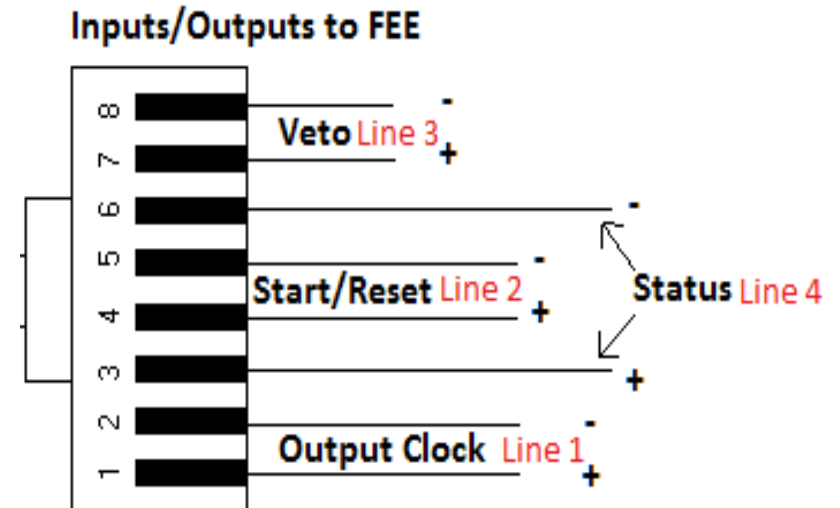 Inputs/Outputs to FEE
8 -
Veto Line 3
7 +
6 -
5 -
Start/Reset Line 2
Status Line 4
4 +
3 +
2 -
Output Clock Line 1
1 +